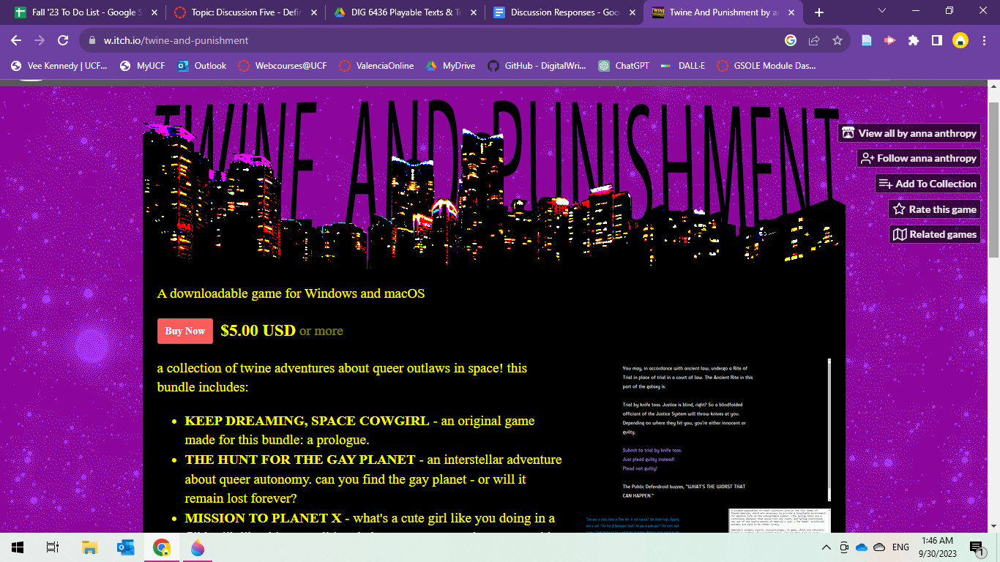 Fall '23 To Do List - Google S
Topic: Discussion Five - Defin
DIG 6436 Playable Texts & Te
Discussion Responses - Goo
Twine And Punishment by a
w.itch.io/twine-and-punishment
Vee Kennedy | UCF...
MyUCF
Outlook
Webcourses@UCF
ValenciaOnline
MyDrive
GitHub - DigitalWri...
ChatGPT
DALL·E
GSOLE Module Das...
TWINE AND PUNISHMENT
View all by anna anthropy
Follow anna anthropy
Add To Collection
Rate this game
Related games
A downloadable game for Windows and macOS
Buy Now $5.00 USD or more
a collection of twine adventures about queer outlaws in space! this
bundle includes:
• KEEP DREAMING, SPACE COWGIRL - an original game
made for this bundle: a prologue.
• THE HUNT FOR THE GAY PLANET - an interstellar adventure
about queer autonomy. can you find the gay planet - or will it
remain lost forever?
• MISSION TO PLANET X - what's a cute girl like you doing in a
You may, in accordance with ancient law, undergo a Rite of
Trial in place of trial in a court of law. The Ancient Rite in this
part of the galaxy is:
Trial by knife toss. Justice is blind, right? So a blindfolded
officiant of the Justice System will throw knives at you.
Depending on where they hit you, you're either innocent or
guilty.
Submit to trial by knife toss.
Just plead guilty instead!
Plead not guilty!
The Public Defendroid buzzes, "WHAT'S THE WORST THAT
CAN HAPPEN."
ENG
1:46 AM
9/30/2023
1